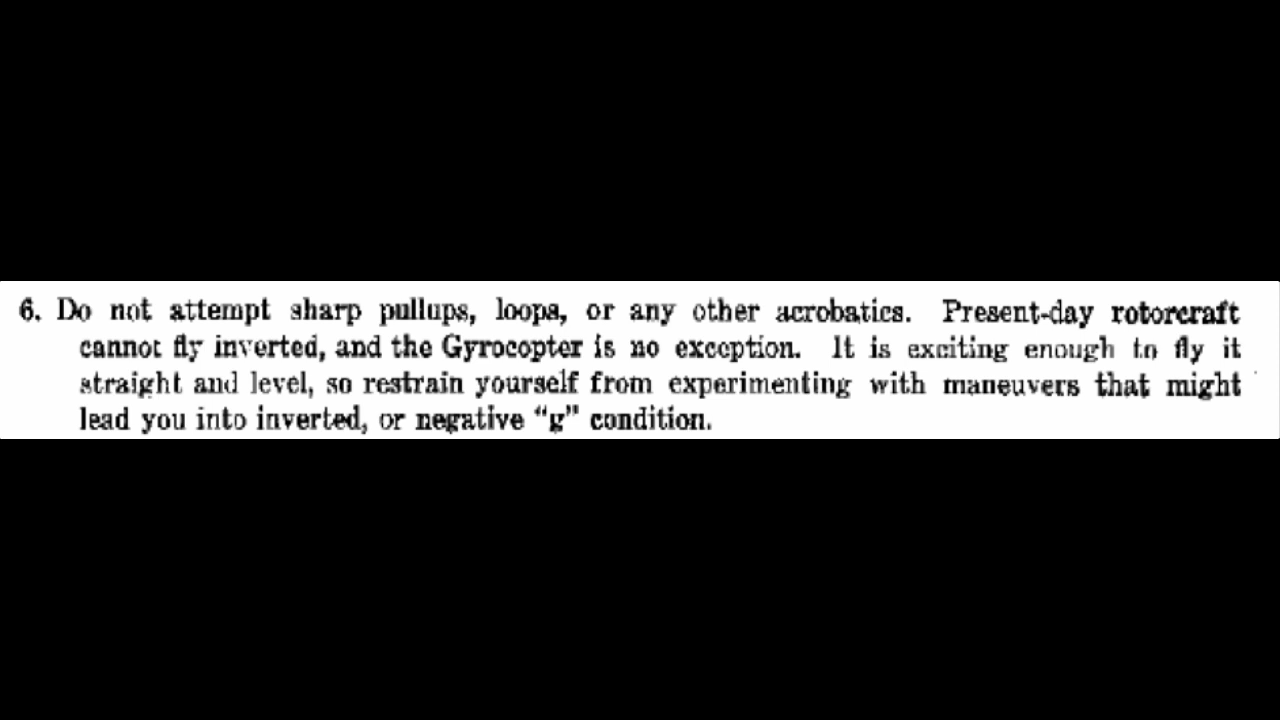 6. Do not attempt sharp pullups, loops, or any other acrobatics. Present-day rotorcraft
cannot fly inverted, and the Gyrocopter is no exception. It is exciting enough to fly it
straight and level, so restrain yourself from experimenting with maneuvers that might
lead you into inverted, or negative "g" condition.